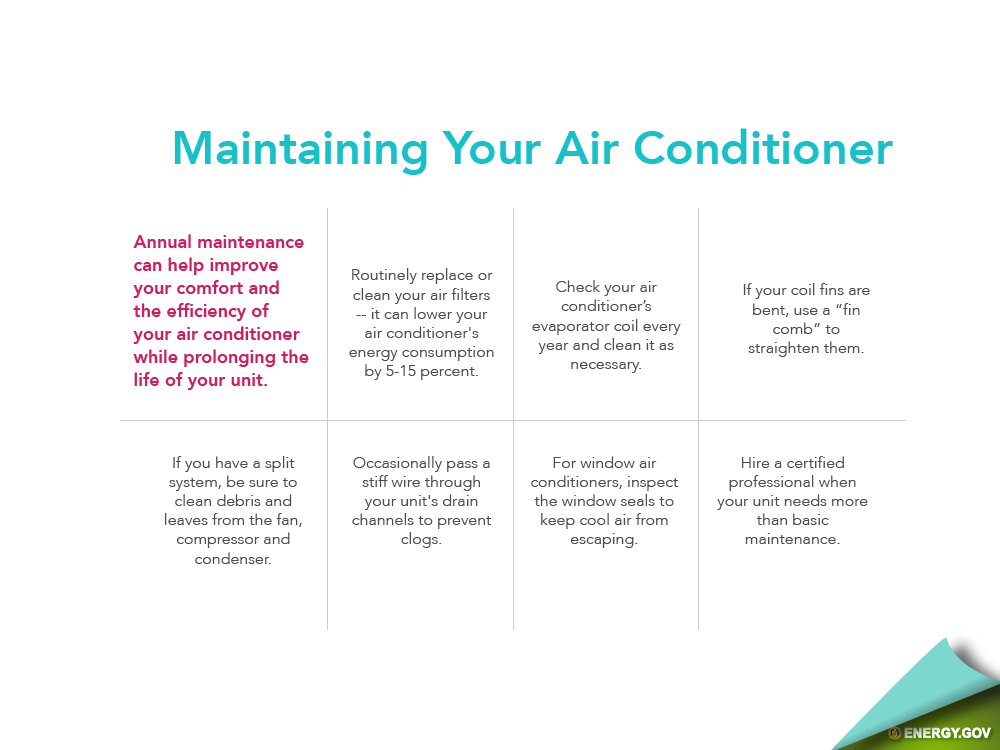 Maintaining Your Air Conditioner
Annual maintenance
can help improve
your comfort and
the efficiency of
your air conditioner
while prolonging the
life of your unit.
Routinely replace or
clean your air filters
-- it can lower your
air conditioner's
energy consumption
by 5-15 percent.
Check your air
conditioner’s
evaporator coil every
year and clean it as
necessary.
If your coil fins are
bent, use a “fin
comb” to
straighten them.
If you have a split
system, be sure to
clean debris and
leaves from the fan,
compressor and
condenser.
Occasionally pass a
stiff wire through
your unit's drain
channels to prevent
clogs.
For window air
conditioners, inspect
the window seals to
keep cool air from
escaping.
Hire a certified
professional when
your unit needs more
than basic
maintenance.
ENERGY.GOV